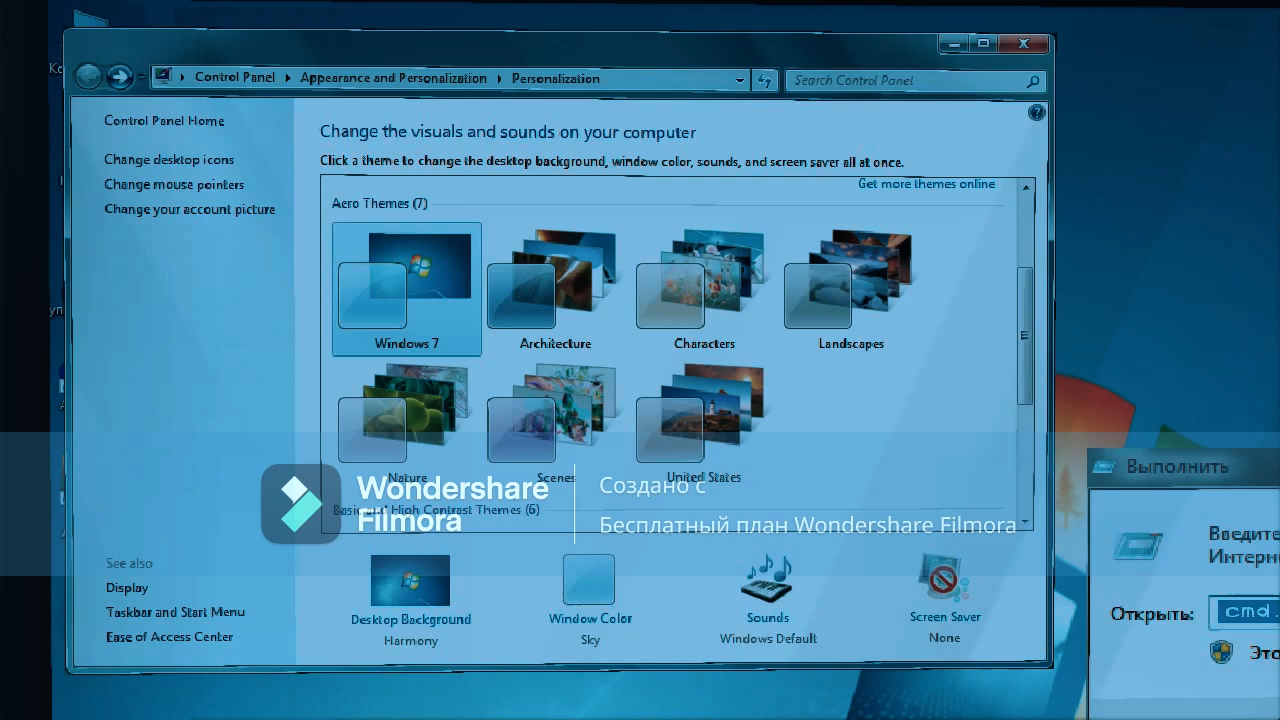 Control Panel
Appearance and Personalization
Personalization
Search Control Panel
Control Panel Home
Change desktop icons
Change mouse pointers
Change your account picture
Change the visuals and sounds on your computer
Click a theme to change the desktop background, window color, sounds, and screen saver all at once.
Get more themes online
Aero Themes (7)
Windows 7
Architecture
Characters
Landscapes
Nature
Scenes
United States
Basic and High Contrast Themes (6)
Wondershare
Filmora
Создано с
Бесплатный план Wondershare Filmora
See also
Display
Taskbar and Start Menu
Ease of Access Center
Desktop Background
Harmony
Window Color
Sky
Sounds
Windows Default
Screen Saver
None
Выполнить
Введите
Интерн
Открыть:
cmd.
Это